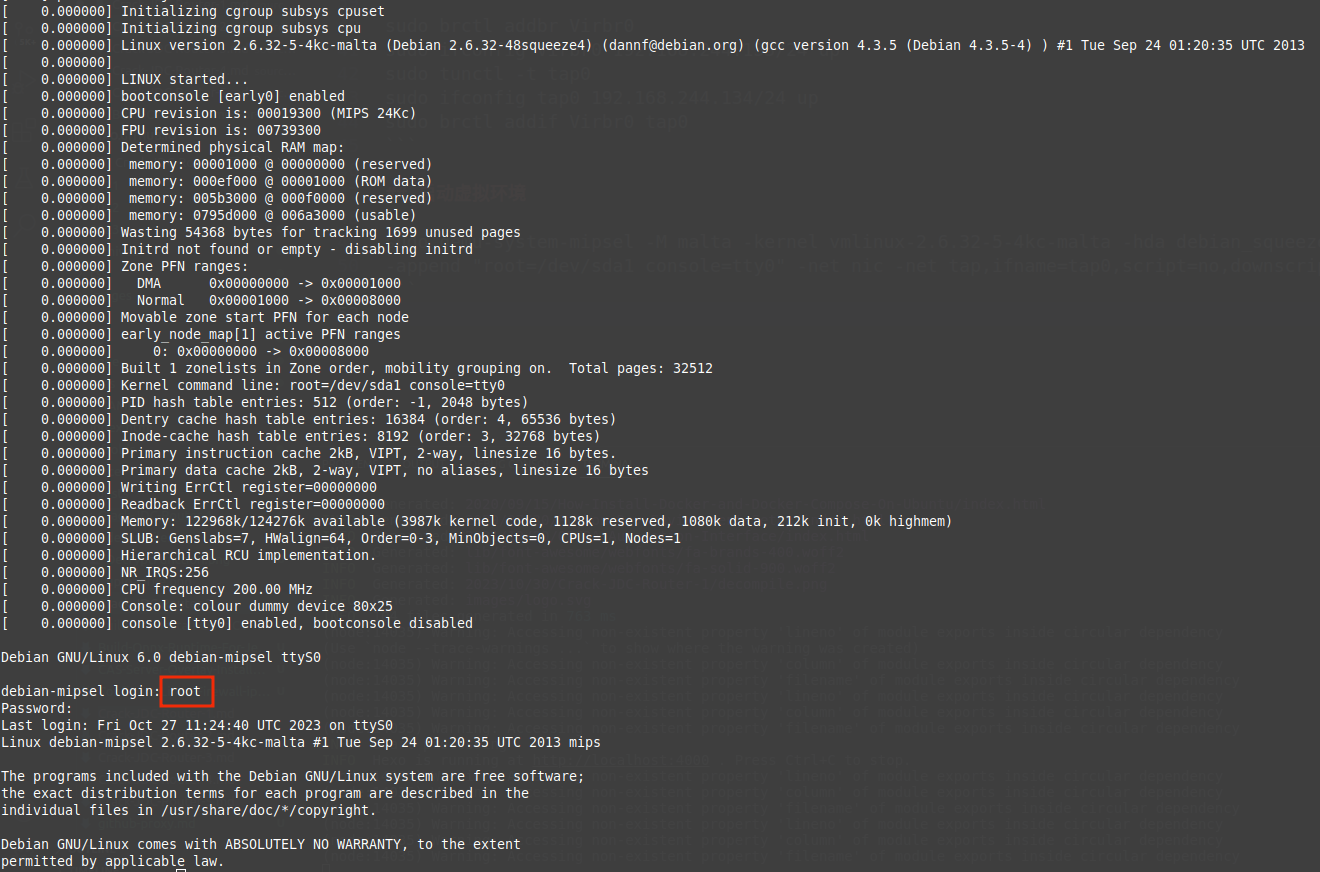 [    0.000000] Initializing cgroup subsys cpuset
[    0.000000] Initializing cgroup subsys cpu
[    0.000000] Linux version 2.6.32-5-4kc-malta (Debian 2.6.32-48squeeze4) (dannf@debian.org) (gcc version 4.3.5 (Debian 4.3.5-4) ) #1 Tue Sep 24 01:20:35 UTC 2013
[    0.000000]
[    0.000000] LINUX started...
[    0.000000] bootconsole [early0] enabled
[    0.000000] CPU revision is: 00019300 (MIPS 24Kc)
[    0.000000] FPU revision is: 00739300
[    0.000000] Determined physical RAM map:
[    0.000000]  memory: 00001000 @ 00000000 (reserved)
[    0.000000]  memory: 000ef000 @ 00001000 (ROM data)
[    0.000000]  memory: 005b3000 @ 000f0000 (reserved)
[    0.000000]  memory: 0795d000 @ 006a3000 (usable)
[    0.000000] Wasting 54368 bytes for tracking 1699 unused pages
[    0.000000] Initrd not found or empty - disabling initrd
[    0.000000] Zone PFN ranges:
[    0.000000]   DMA      0x00000000 -> 0x00001000
[    0.000000]   Normal   0x00001000 -> 0x00008000
[    0.000000] Movable zone start PFN for each node
[    0.000000] early_node_map[1] active PFN ranges
[    0.000000]     0: 0x00000000 -> 0x00008000
[    0.000000] Built 1 zonelists in Zone order, mobility grouping on.  Total pages: 32512
[    0.000000] Kernel command line: root=/dev/sda1 console=tty0
[    0.000000] PID hash table entries: 512 (order: -1, 2048 bytes)
[    0.000000] Dentry cache hash table entries: 16384 (order: 4, 65536 bytes)
[    0.000000] Inode-cache hash table entries: 8192 (order: 3, 32768 bytes)
[    0.000000] Primary instruction cache 2kB, VIPT, 2-way, linesize 16 bytes.
[    0.000000] Primary data cache 2kB, 2-way, VIPT, no aliases, linesize 16 bytes
[    0.000000] Writing ErrCtl register=00000000
[    0.000000] Readback ErrCtl register=00000000
[    0.000000] Memory: 122968k/124276k available (3987k kernel code, 1128k reserved, 1080k data, 212k init, 0k highmem)
[    0.000000] SLUB: Genslabs=7, HWalign=64, Order=0-3, MinObjects=0, CPUs=1, Nodes=1
[    0.000000] Hierarchical RCU implementation.
[    0.000000] NR_IRQS:256
[    0.000000] CPU frequency 200.00 MHz
[    0.000000] Console: colour dummy device 80x25
[    0.000000] console [tty0] enabled, bootconsole disabled
Debian GNU/Linux 6.0 debian-mipsel ttyS0
debian-mipsel login: root
Password:
Last login: Fri Oct 27 11:24:40 UTC 2023 on ttyS0
Linux debian-mipsel 2.6.32-5-4kc-malta #1 Tue Sep 24 01:20:35 UTC 2013 mips
The programs included with the Debian GNU/Linux system are free software;
the exact distribution terms for each program are described in the
individual files in /usr/share/doc/*/copyright.
Debian GNU/Linux comes with ABSOLUTELY NO WARRANTY, to the extent
permitted by applicable law.